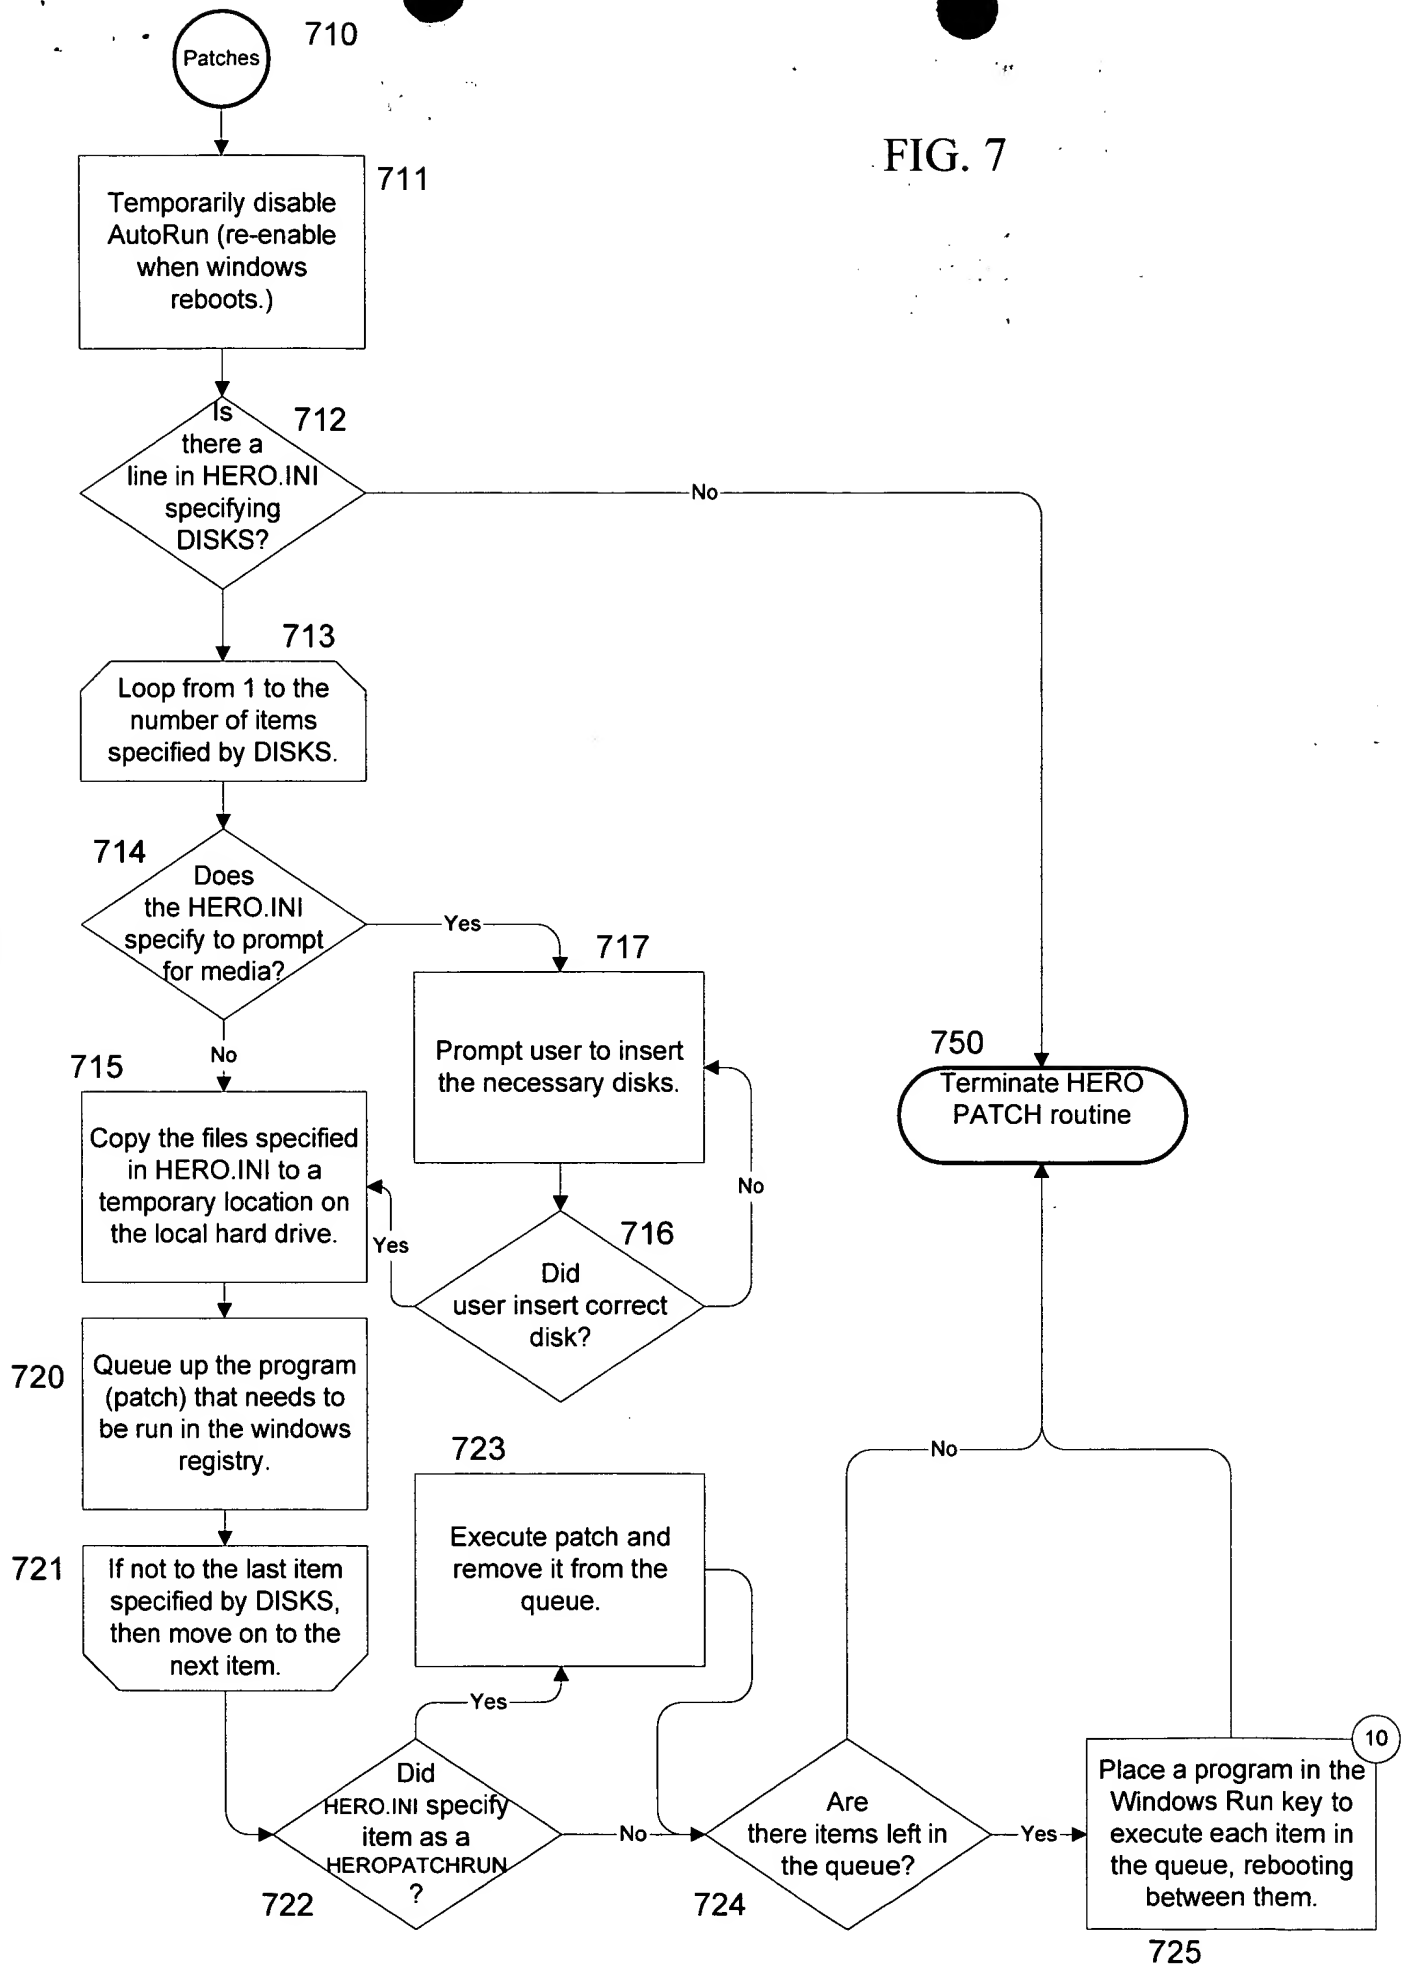 710
Patches
FIG. 7
711
Temporarily disable
AutoRun (re-enable
when windows
reboots.)
712
Is
there a
line in HERO.INI
specifying
DISKS?
No
713
Loop from 1 to the
number of items
specified by DISKS.
714
Does
the HERO.INI
specify to prompt
for media?
Yes
No
717
Prompt user to insert
the necessary disks.
No
716
Did
user insert correct
disk?
Yes
715
Copy the files specified
in HERO.INI to a
temporary location on
the local hard drive.
750
Terminate HERO
PATCH routine
720
Queue up the program
(patch) that needs to
be run in the windows
registry.
721
If not to the last item
specified by DISKS,
then move on to the
next item.
723
Execute patch and
remove it from the
queue.
Yes
Did
HERO.INI specify
item as a
HEROPATCHRUN
?
722
No
Are
there items left in
the queue?
724
No
Yes
10
Place a program in the
Windows Run key to
execute each item in
the queue, rebooting
between them.
725